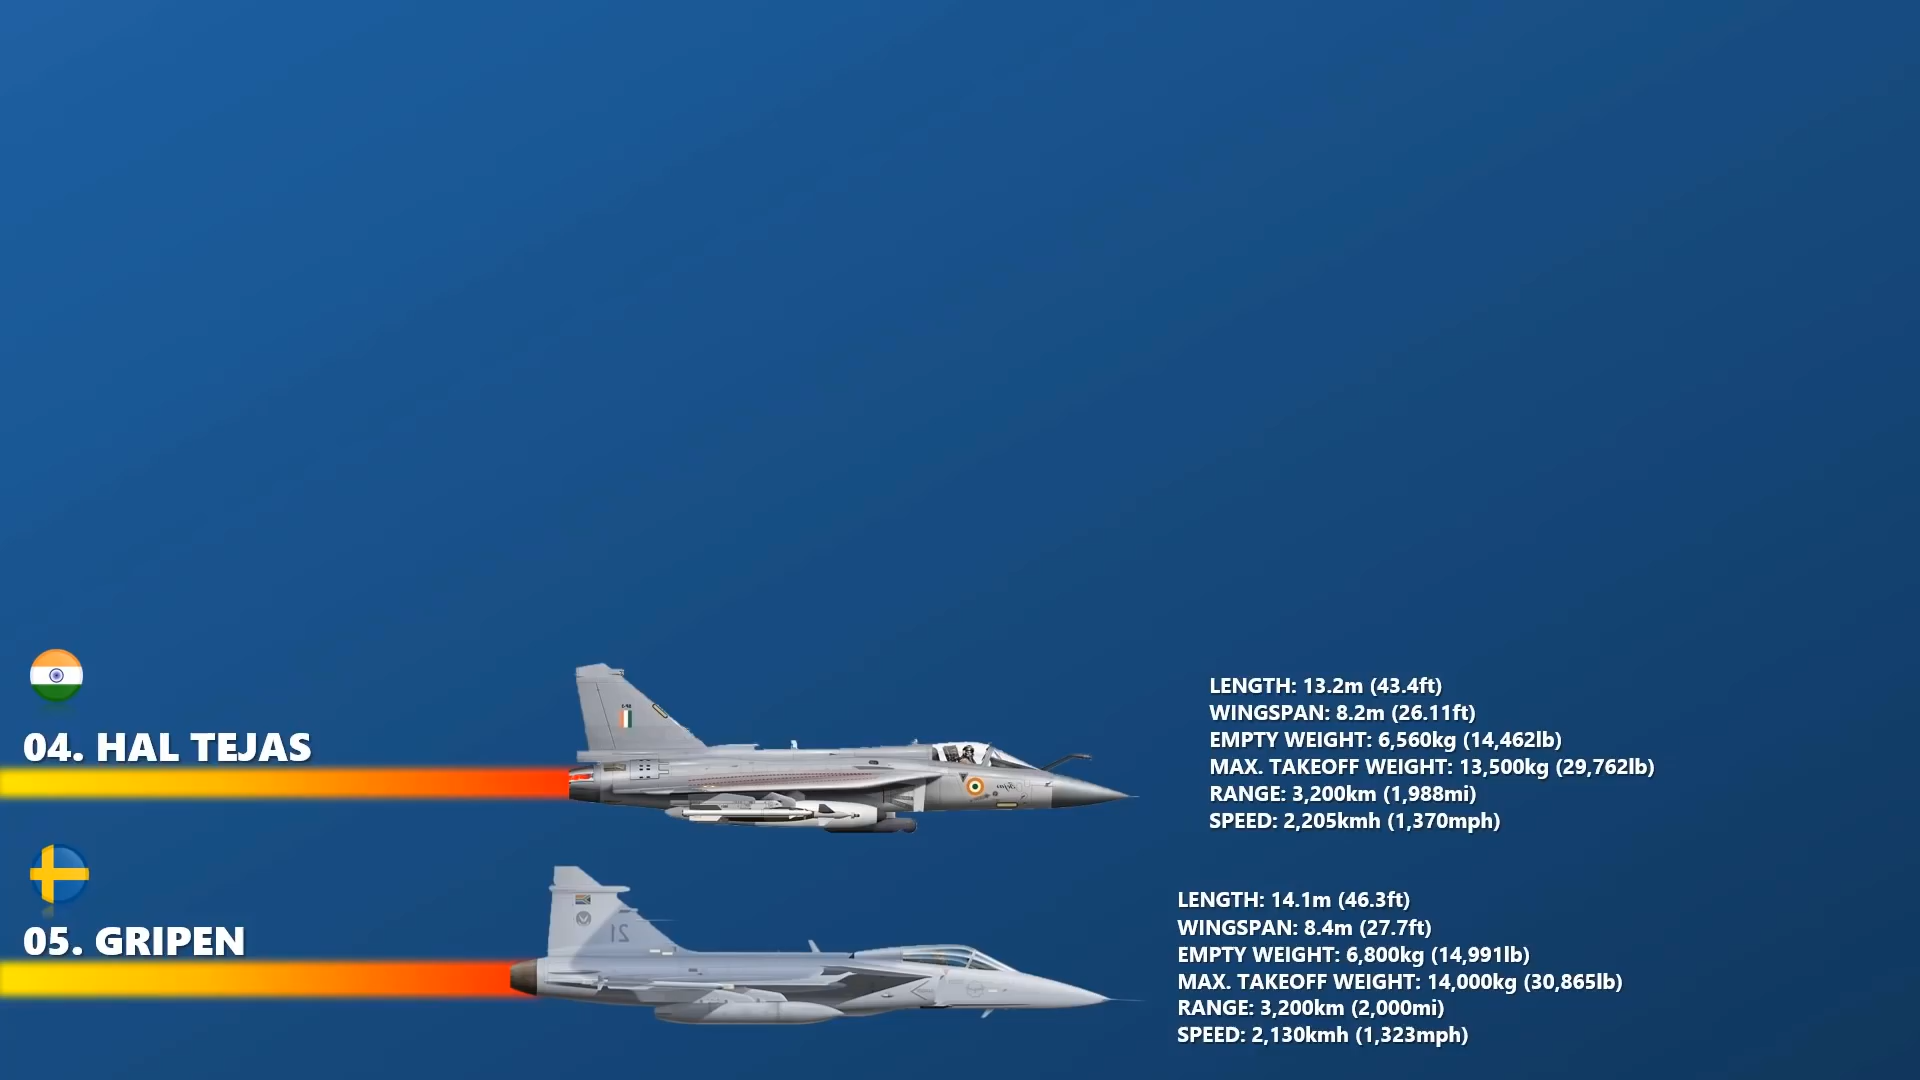 04. HAL TEJAS
LENGTH: 13.2m (43.4ft)
WINGSPAN: 8.2m (26.11ft)
EMPTY WEIGHT: 6,560kg (14,462lb)
MAX. TAKEOFF WEIGHT: 13,500kg (29,762lb)
RANGE: 3,200km (1,988mi)
SPEED: 2,205kmh (1,370mph)
05. GRIPEN
21
LENGTH: 14.1m (46.3ft)
WINGSPAN: 8.4m (27.7ft)
EMPTY WEIGHT: 6,800kg (14,991lb)
MAX. TAKEOFF WEIGHT: 14,000kg (30,865lb)
RANGE: 3,200km (2,000mi)
SPEED: 2,130kmh (1,323mph)